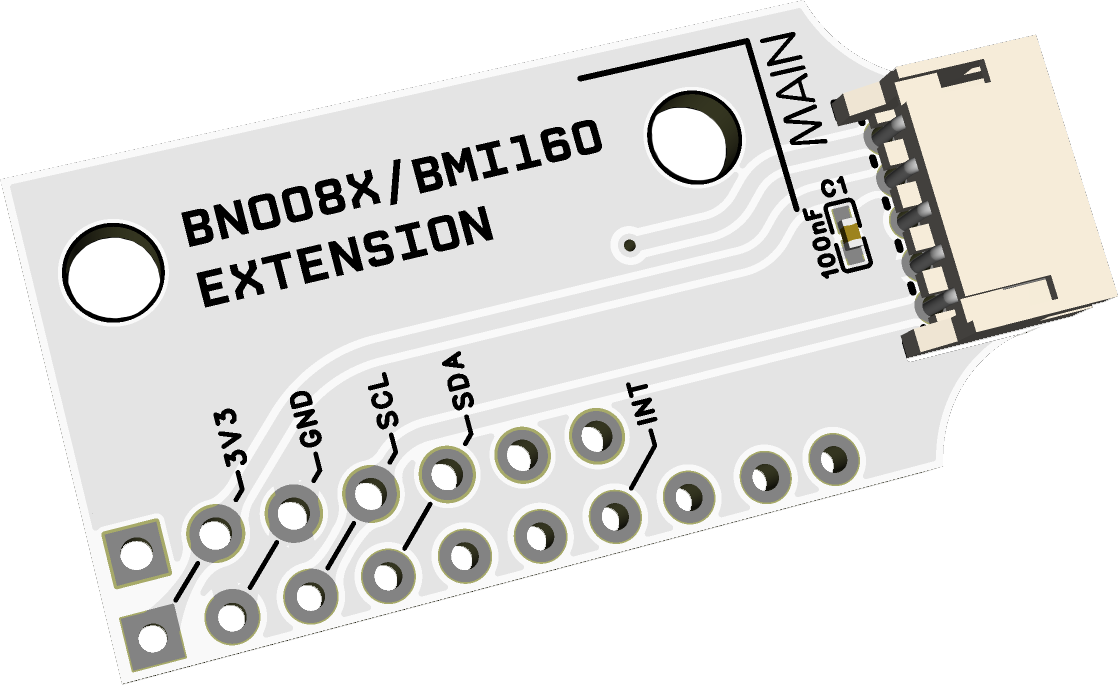 BNO08X/BMI160
EXTENSION
MAIN
C1
100nF
3V3
GND
SCL
SDA
INT